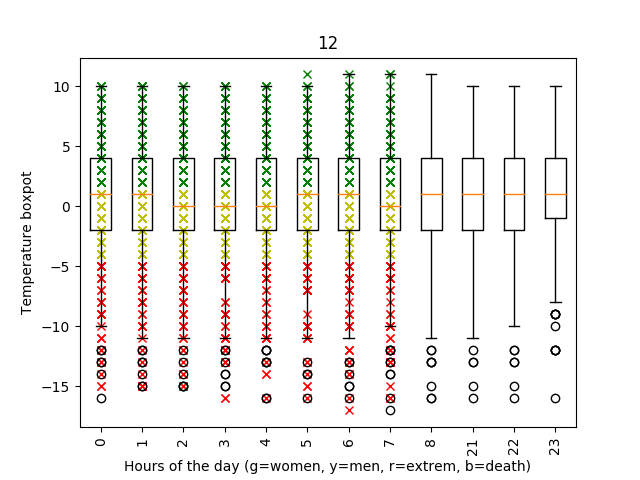 12
10
5
0
−5
−10
−15
Temperature boxpot
0 1 2 3 4 5 6 7 8 21 22 23
Hours of the day (g=women, y=men, r=extrem, b=death)